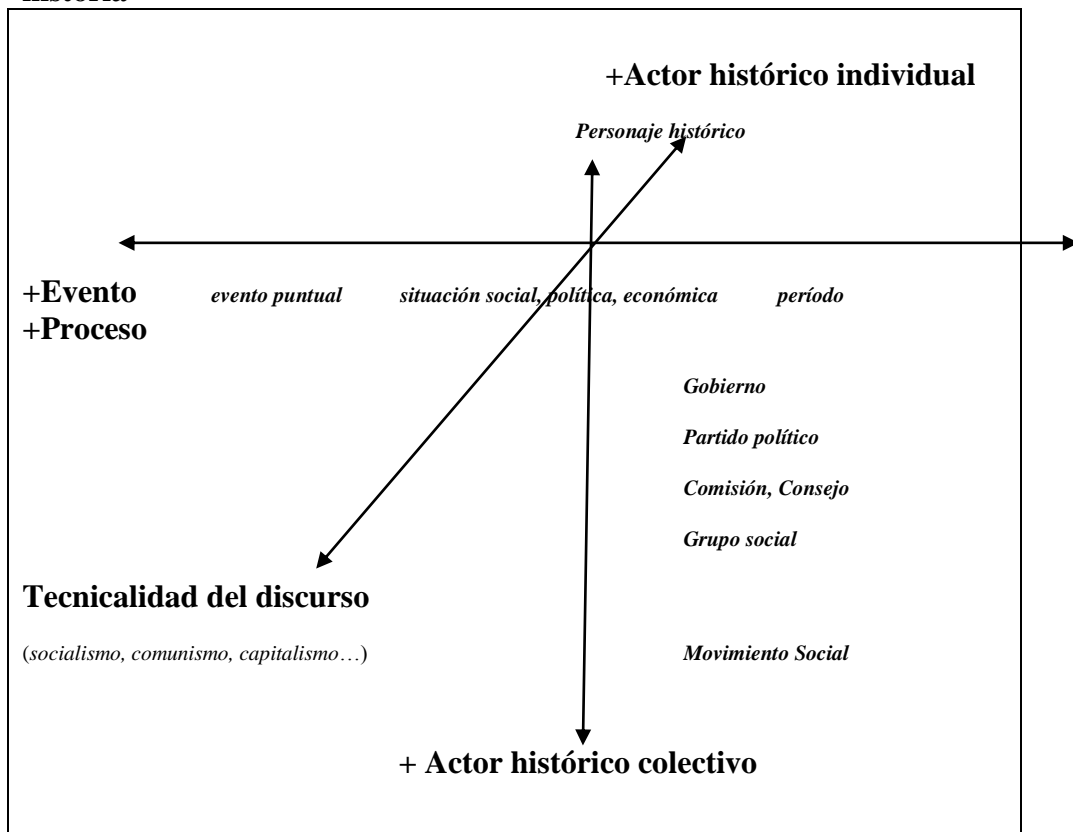 historia
+Actor histórico individual
Personaje histórico
+Evento evento puntual situación social, política, económica período
+Proceso
Gobierno
Partido político
Comisión, Consejo
Grupo social
Tecnicalidad del discurso
(socialismo, comunismo, capitalismo…) Movimiento Social
+ Actor histórico colectivo